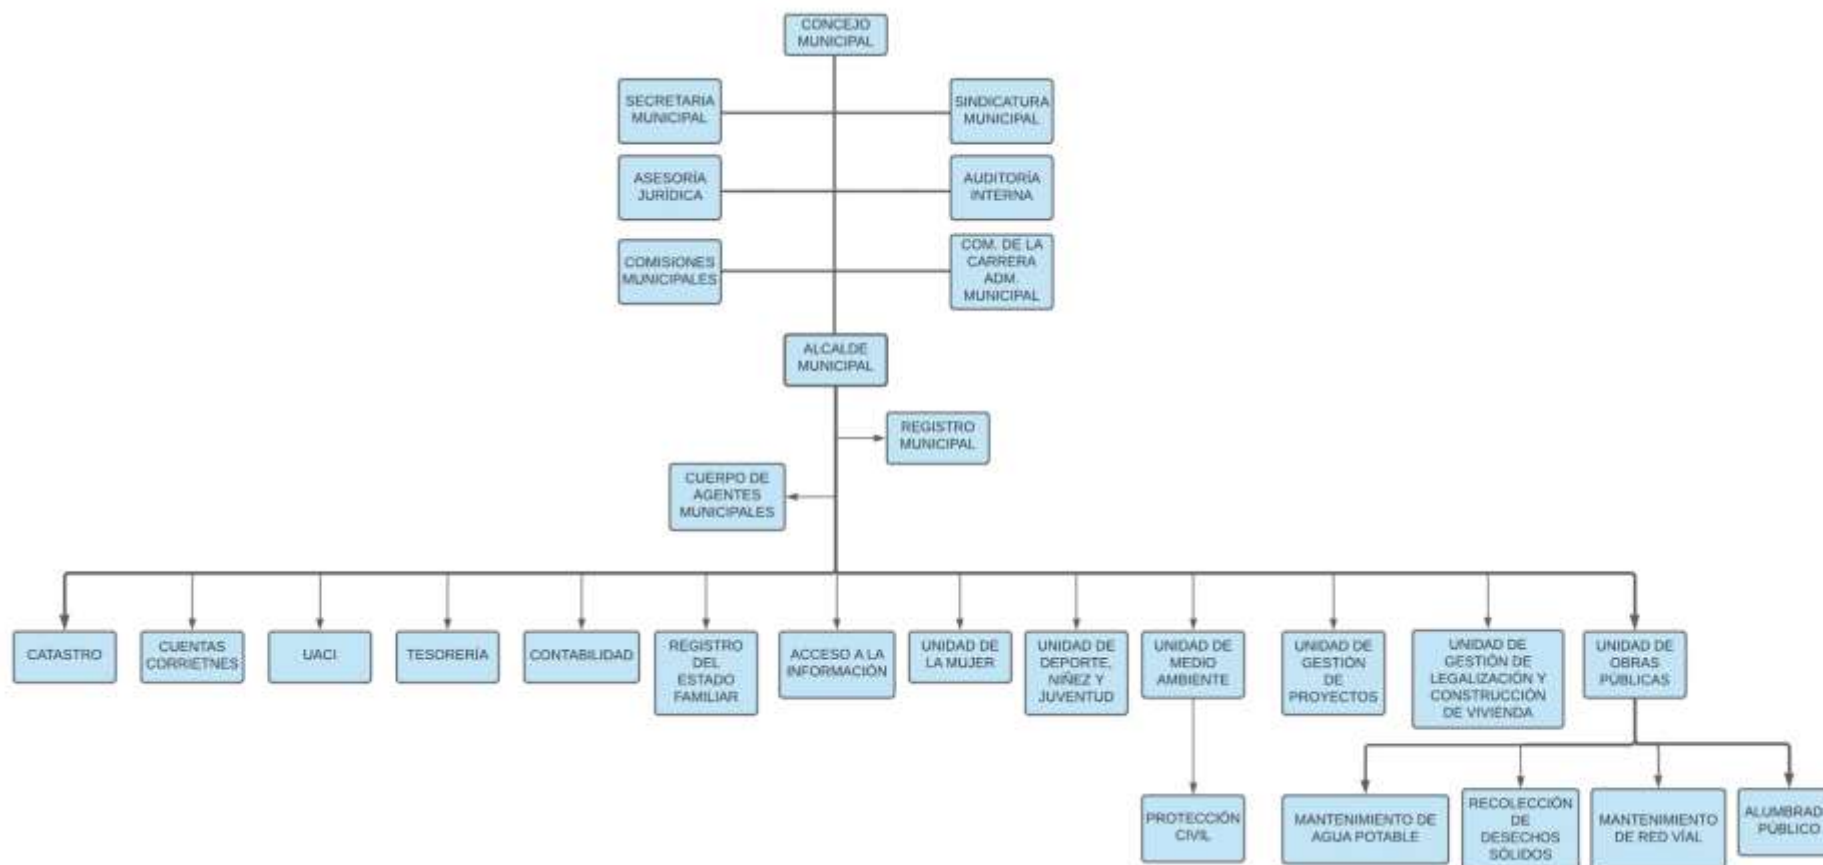 CONCEJO
MUNICIPAL
SECRETARIA
MUNICIPAL
SINDICATURA
MUNICIPAL
ASESORÍA
JURÍDICA
AUDITORÍA
INTERNA
COMISIONES
MUNICIPALES
COM. DE LA
CARRERA
ADM.
MUNICIPAL
ALCALDE
MUNICIPAL
REGISTRO
MUNICIPAL
CUERPO DE
AGENTES
MUNICIPALES
CATASTRO
CUENTAS
CORRIETNES
UACI
TESORERÍA
CONTABILIDAD
REGISTRO
DEL
ESTADO
FAMILIAR
ACCESO A LA
INFORMACIÓN
UNIDAD DE
LA MUJER
UNIDAD DE
DEPORTE,
NIÑEZ Y
JUVENTUD
UNIDAD DE
MEDIO
AMBIENTE
UNIDAD DE
GESTIÓN
DE
PROYECTOS
UNIDAD DE
GESTIÓN DE
LEGALIZACIÓN Y
CONSTRUCCIÓN
DE VIVIENDA
UNIDAD DE
OBRAS
PÚBLICAS
PROTECCIÓN
CIVIL
MANTENIMIENTO DE
AGUA POTABLE
RECOLECCIÓN
DE
DESECHOS
SÓLIDOS
MANTENIMIENTO
DE RED VÍAL
ALUMBRAD
PÚBLICO